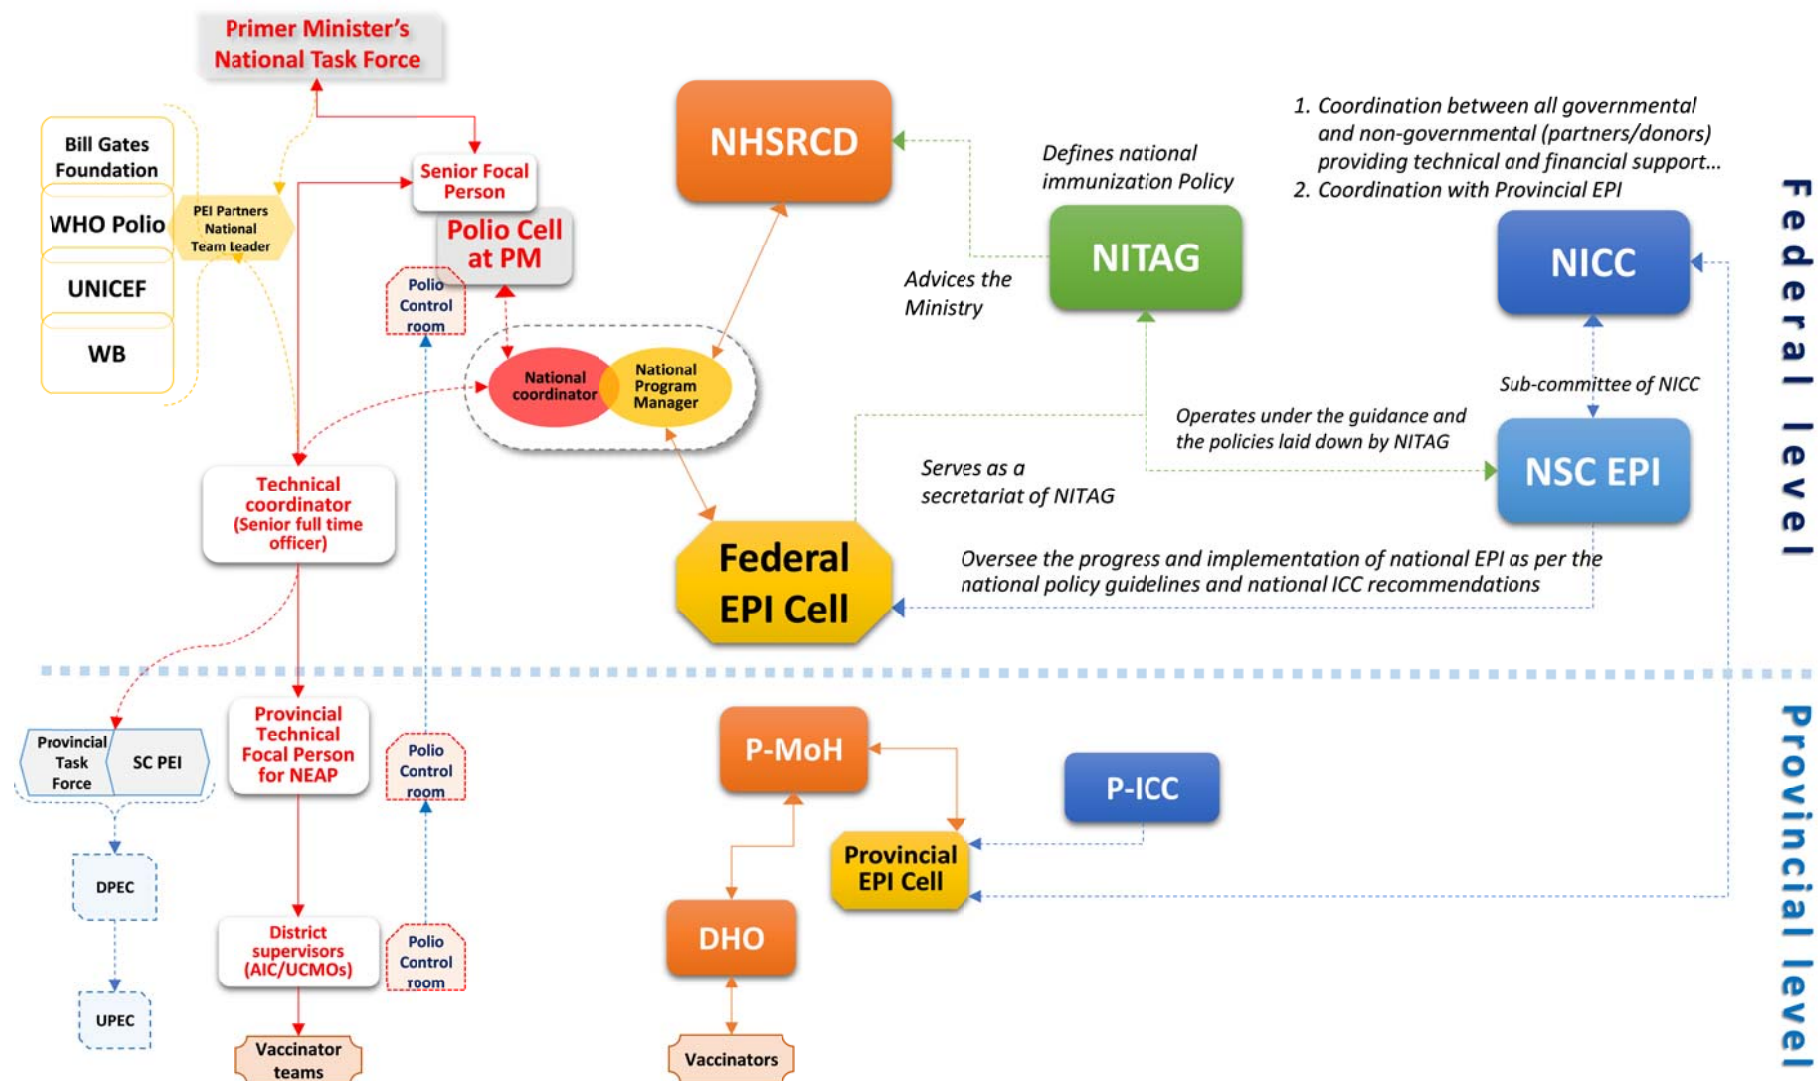 Primer Minister's
National Task Force
Bill Gates
Foundation
WHO Polio
UNICEF
WB
PEI Partners
National
Team leader
Senior Focal
Person
Polio Cell
at PM
Polio
Control
room
National
coordinator
National
Program
Manager
NHSRCD
Defines national
immunization Policy
NITAG
Advices the
Ministry
1. Coordination between all governmental
and non-governmental (partners/donors)
providing technical and financial support...
2. Coordination with Provincial EPI
NICC
Sub-committee of NICC
Operates under the guidance and
the policies laid down by NITAG
NSC EPI
Serves as a
secretariat of NITAG
Federal
EPI Cell
Oversee the progress and implementation of national EPI as per the
national policy guidelines and national ICC recommendations
Technical
coordinator
(Senior full time
officer)
Federal level
Provincial
Task
Force
SC PEI
DPEC
UPEC
Provincial
Technical
Focal Person
for NEAP
District
supervisors
(AIC/UCMOs)
Vaccinator
teams
Polio
Control
room
Polio
Control
room
P-MoH
P-ICC
Provincial
EPI Cell
DHO
Vaccinators
Provincial level